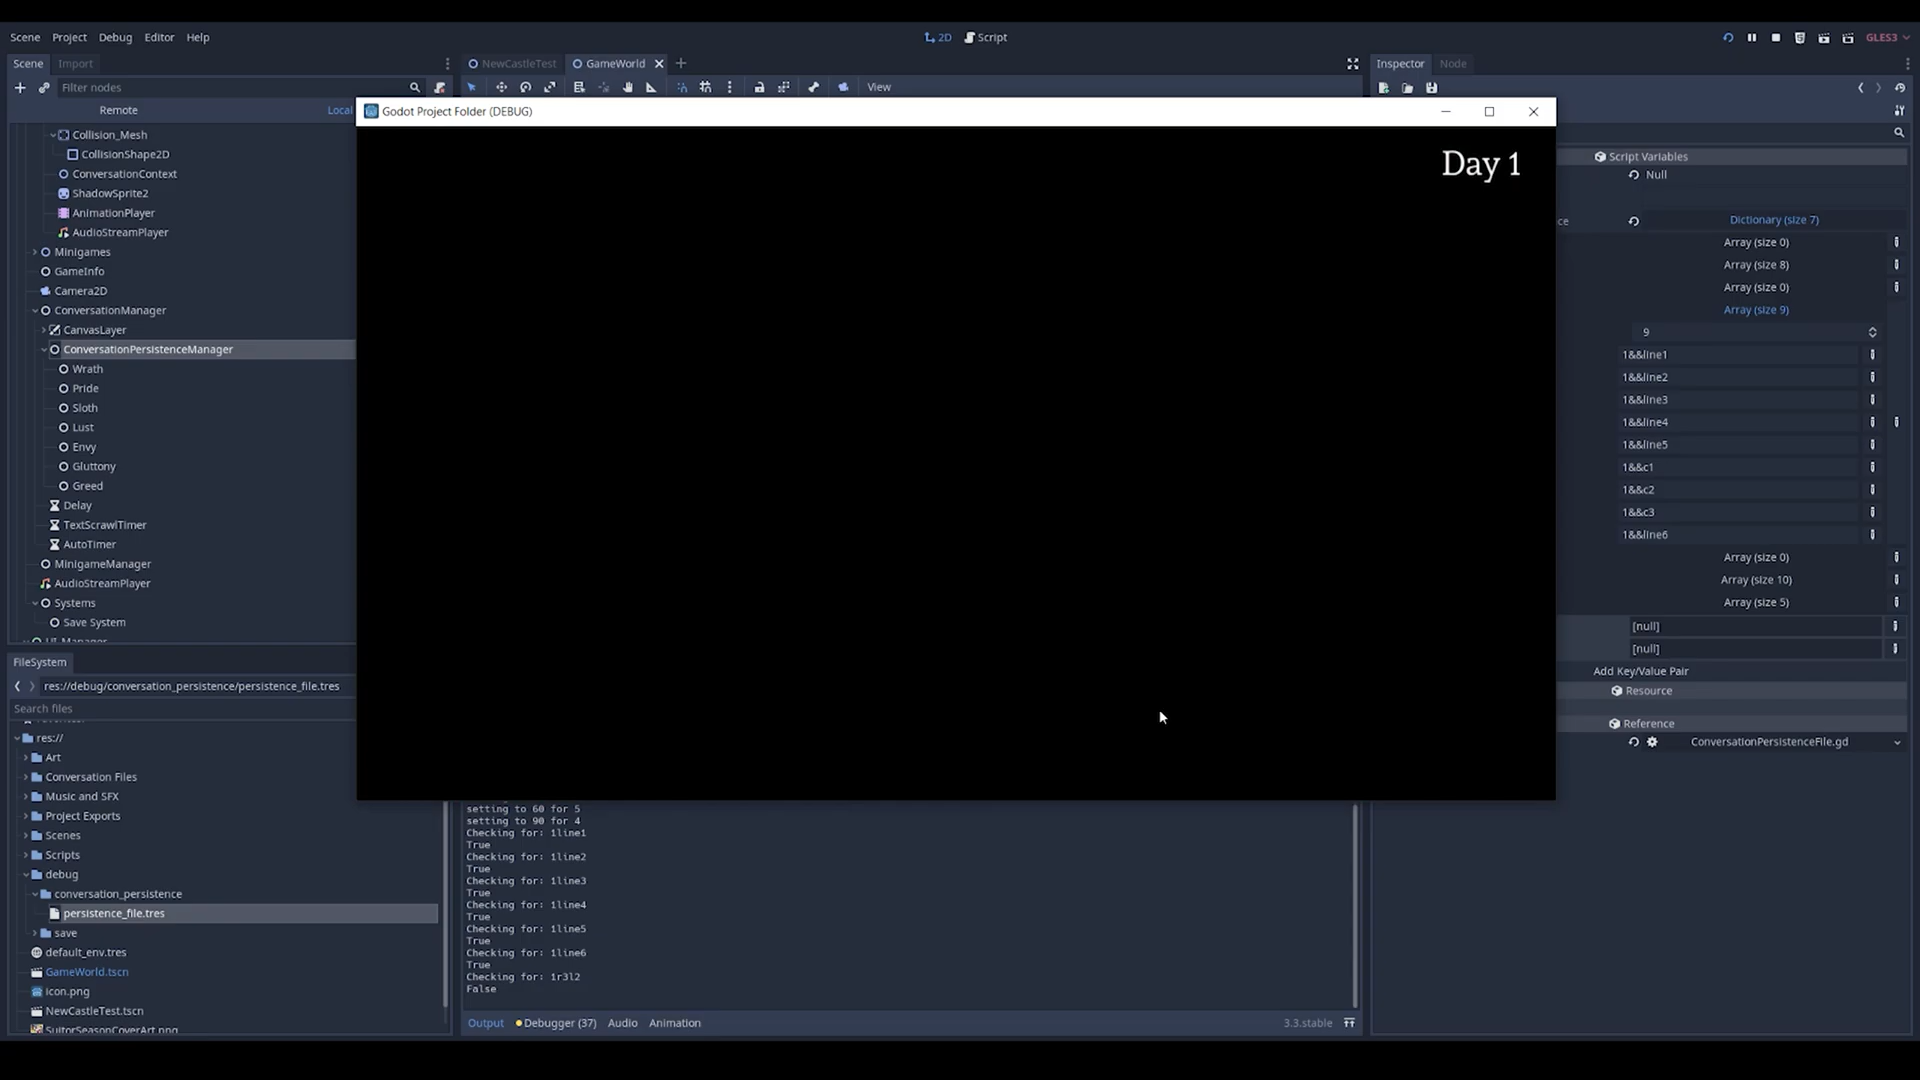 Scene Project Debug Editor Help
2D Script
GLES3
Scene Import
NewCastleTest GameWorld
Inspector Node
Filter nodes
View
Remote Local
Godot Project Folder (DEBUG)
Day 1
Collision_Mesh
CollisionShape2D
ConversationContext
ShadowSprite2
AnimationPlayer
AudioStreamPlayer
Minigames
GameInfo
Camera2D
ConversationManager
CanvasLayer
ConversationPersistenceManager
Wrath
Pride
Sloth
Lust
Envy
Gluttony
Greed
Delay
TextScrawlTimer
AutoTimer
MinigameManager
AudioStreamPlayer
Systems
Save System
UI Manager
FileSystem
res://debug/conversation_persistence/persistence_file.tres
Search files
res://
Art
Conversation Files
Music and SFX
Project Exports
Scenes
Scripts
debug
conversation_persistence
persistence_file.tres
save
default_env.tres
GameWorld.tscn
icon.png
NewCastleTest.tscn
SuitorSeasonCoverArt.png
setting to 60 for 5
setting to 90 for 4
Checking for: 1line1
True
Checking for: 1line2
True
Checking for: 1line3
True
Checking for: 1line4
True
Checking for: 1line5
True
Checking for: 1line6
True
Checking for: 1r3l2
False
Output Debugger (37) Audio Animation
3.3.stable
Script Variables
Null
ce Dictionary (size 7)
Array (size 0)
Array (size 8)
Array (size 0)
Array (size 9)
9
1&&line1
1&&line2
1&&line3
1&&line4
1&&line5
1&&c1
1&&c2
1&&c3
1&&line6
Array (size 0)
Array (size 10)
Array (size 5)
[null]
[null]
Add Key/Value Pair
Resource
Reference
ConversationPersistenceFile.gd